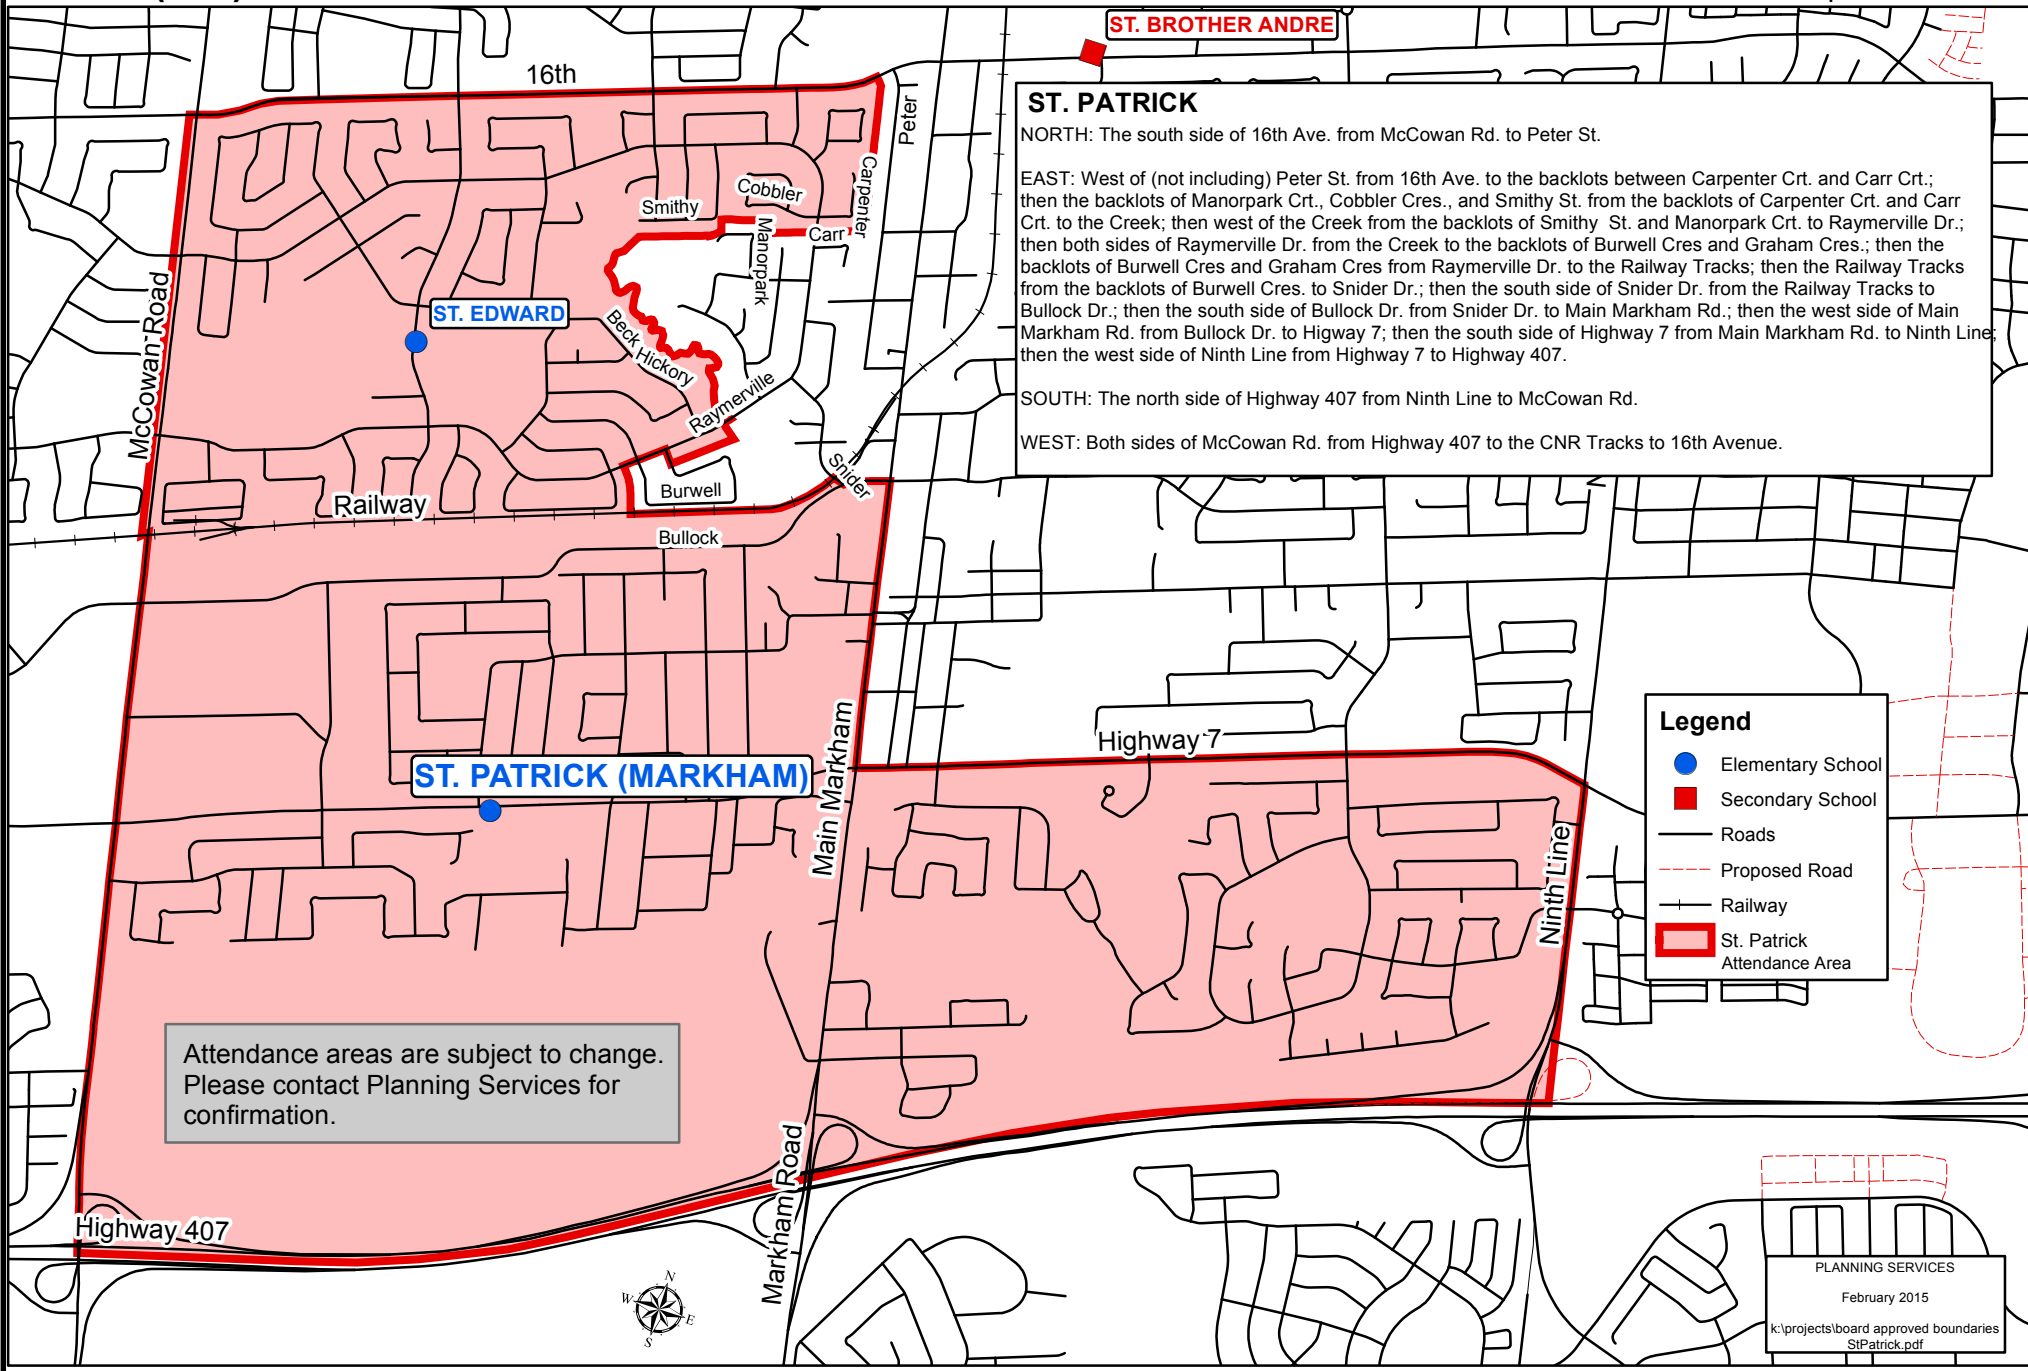 ST. BROTHER ANDRE
16th
Peter
ST. PATRICK
NORTH: The south side of 16th Ave. from McCowan Rd. to Peter St.
EAST: West of (not including) Peter St. from 16th Ave. to the backlots between Carpenter Crt. and Carr Crt.;
then the backlots of Manorpark Crt., Cobbler Cres., and Smithy St. from the backlots of Carpenter Crt. and Carr
Crt. to the Creek; then west of the Creek from the backlots of Smithy St. and Manorpark Crt. to Raymerville Dr.;
then both sides of Raymerville Dr. from the Creek to the backlots of Burwell Cres and Graham Cres.; then the
backlots of Burwell Cres and Graham Cres from Raymerville Dr. to the Railway Tracks; then the Railway Tracks
from the backlots of Burwell Cres. to Snider Dr.; then the south side of Snider Dr. from the Railway Tracks to
Bullock Dr.; then the south side of Bullock Dr. from Snider Dr. to Main Markham Rd.; then the west side of Main
Markham Rd. from Bullock Dr. to Higway 7; then the south side of Highway 7 from Main Markham Rd. to Ninth Line;
then the west side of Ninth Line from Highway 7 to Highway 407.
SOUTH: The north side of Highway 407 from Ninth Line to McCowan Rd.
WEST: Both sides of McCowan Rd. from Highway 407 to the CNR Tracks to 16th Avenue.
Carpenter
Cobbler
Smithy
Manorpark
Carr
McCowan Road
ST. EDWARD
Beck
Hickory
Raymerville
Snider
Burwell
Railway
Bullock
Main Markham
Highway 7
ST. PATRICK (MARKHAM)
Ninth Line
Legend
Elementary School
Secondary School
Roads
Proposed Road
Railway
St. Patrick
Attendance Area
Attendance areas are subject to change.
Please contact Planning Services for
confirmation.
Markham Road
Highway 407
N
W
E
S
PLANNING SERVICES
February 2015
k:\projects\board approved boundaries
StPatrick.pdf